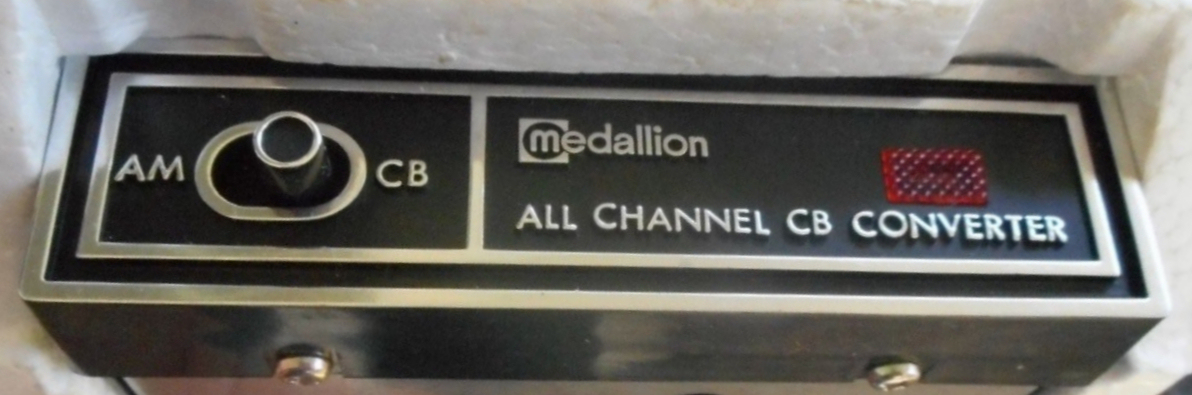 AM CB
medallion
ALL CHANNEL CB CONVERTER